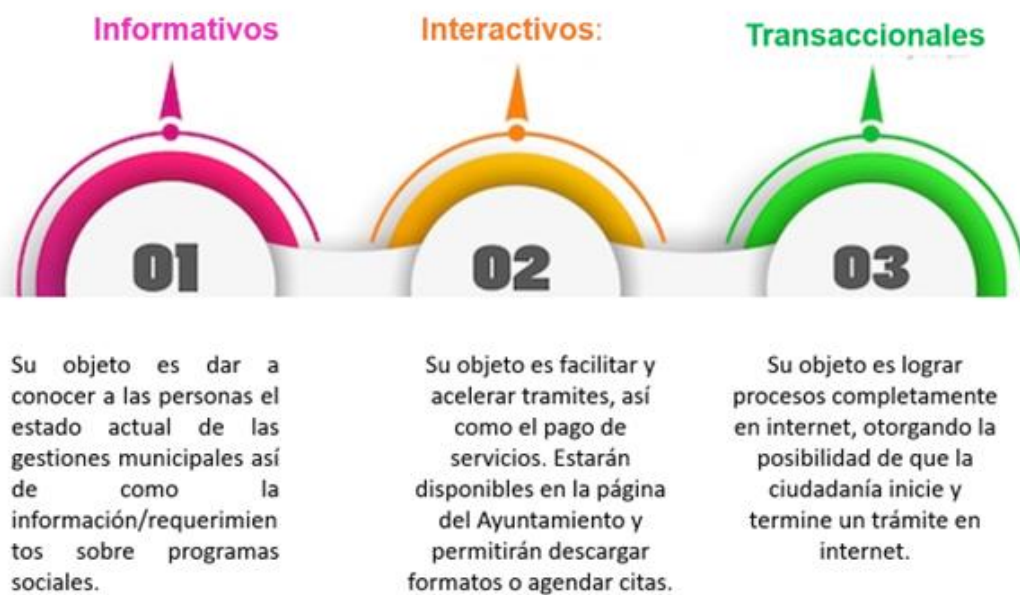 Informativos
Interactivos:
Transaccionales
01
02
03
Su objeto es dar a
conocer a las personas el
estado actual de las
gestiones municipales así
de como la
información/requerimien
tos sobre programas
sociales.
Su objeto es facilitar y
acelerar tramites, así
como el pago de
servicios. Estarán
disponibles en la página
del Ayuntamiento y
permitirán descargar
formatos o agendar citas.
Su objeto es lograr
procesos completamente
en internet, otorgando la
posibilidad de que la
ciudadanía inicie y
termine un trámite en
internet.